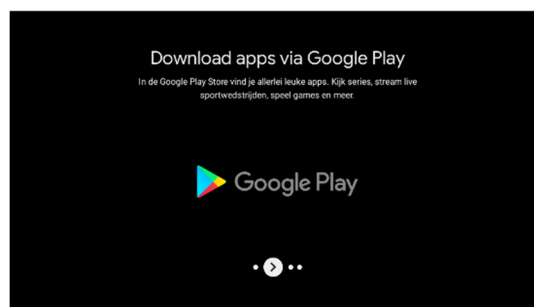 Download apps via Google Play
In de Google Play Store vind je allerlei leuke apps. Kijk series, stream live
sportwedstrijden, speel games en meer.
Google Play